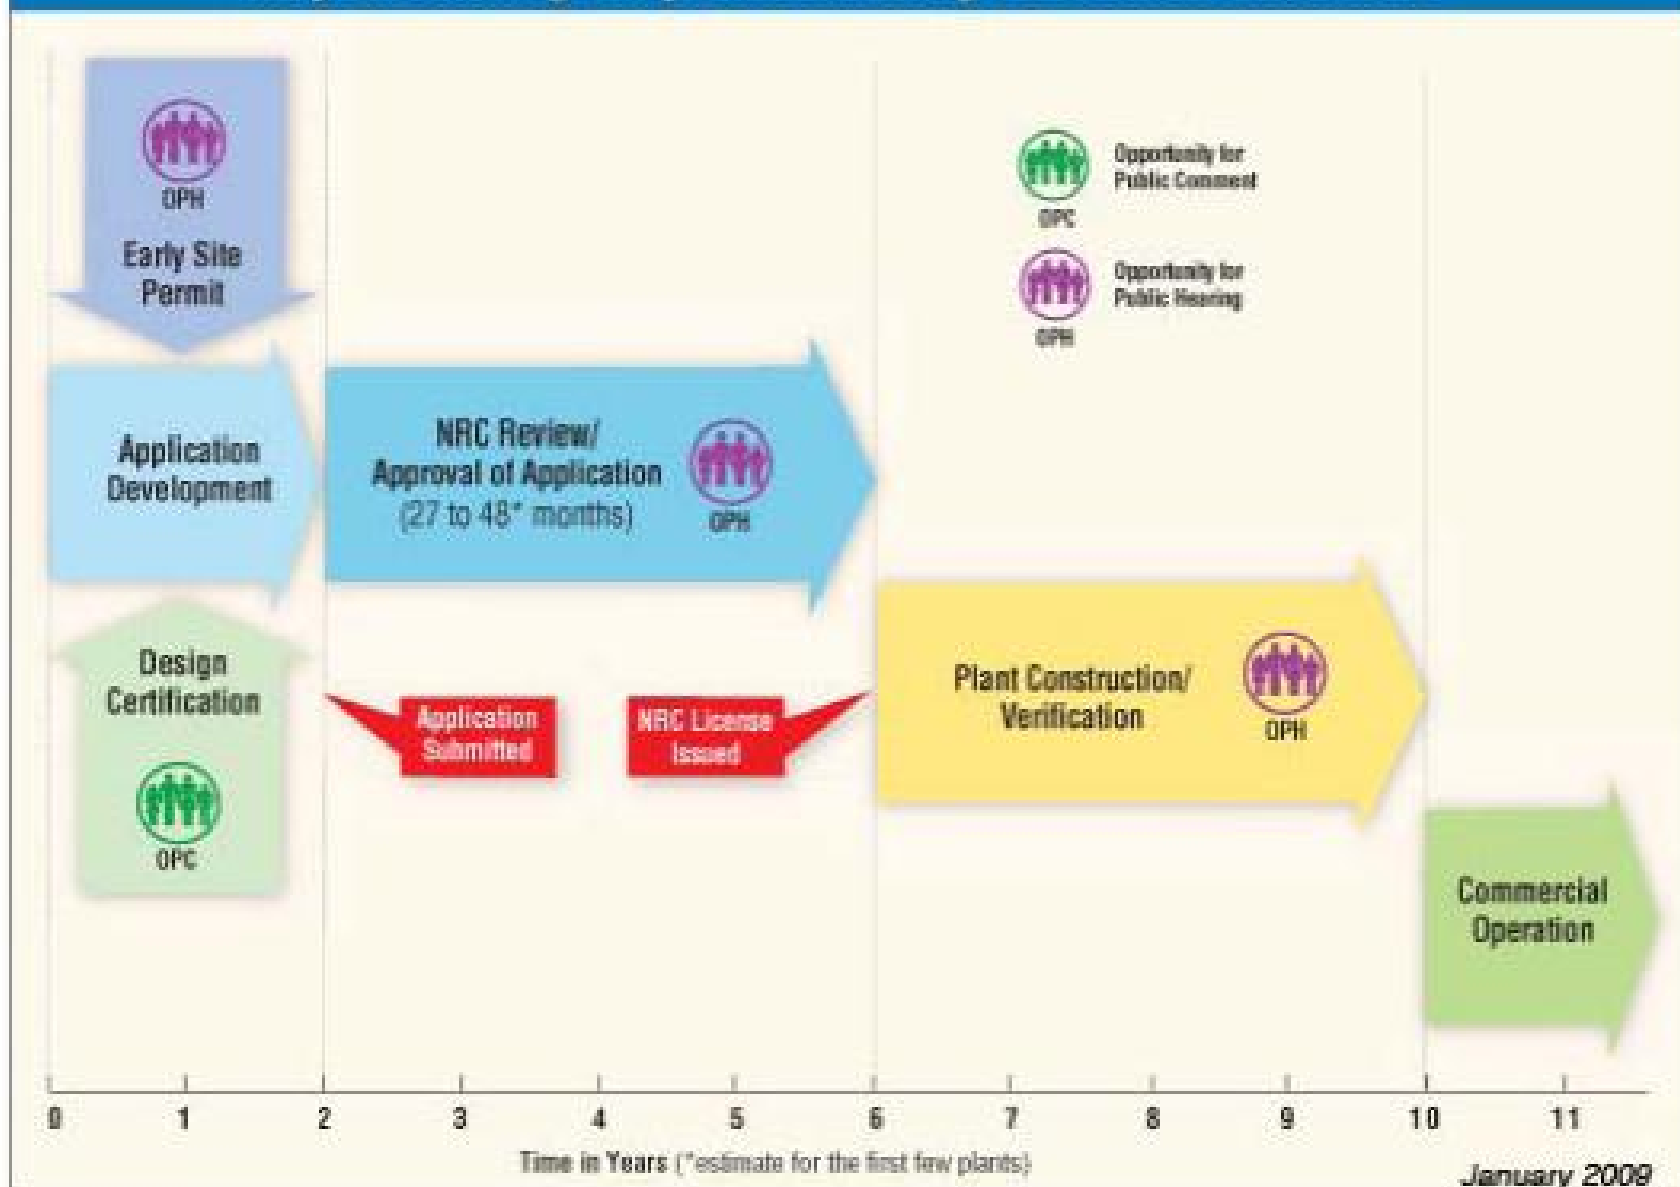 OPH
Early Site
Permit
OPC
Opportunity for
Public Comment
OPH
Opportunity for
Public Hearing
Application
Development
NRC Review/
Approval of Application
(27 to 48* months)
OPH
Design
Certification
OPC
Application
Submitted
NRC License
Issued
Plant Construction/
Verification
OPH
Commercial
Operation
0 1 2 3 4 5 6 7 8 9 10 11
Time in Years (*estimate for the first few plants)
January 2009